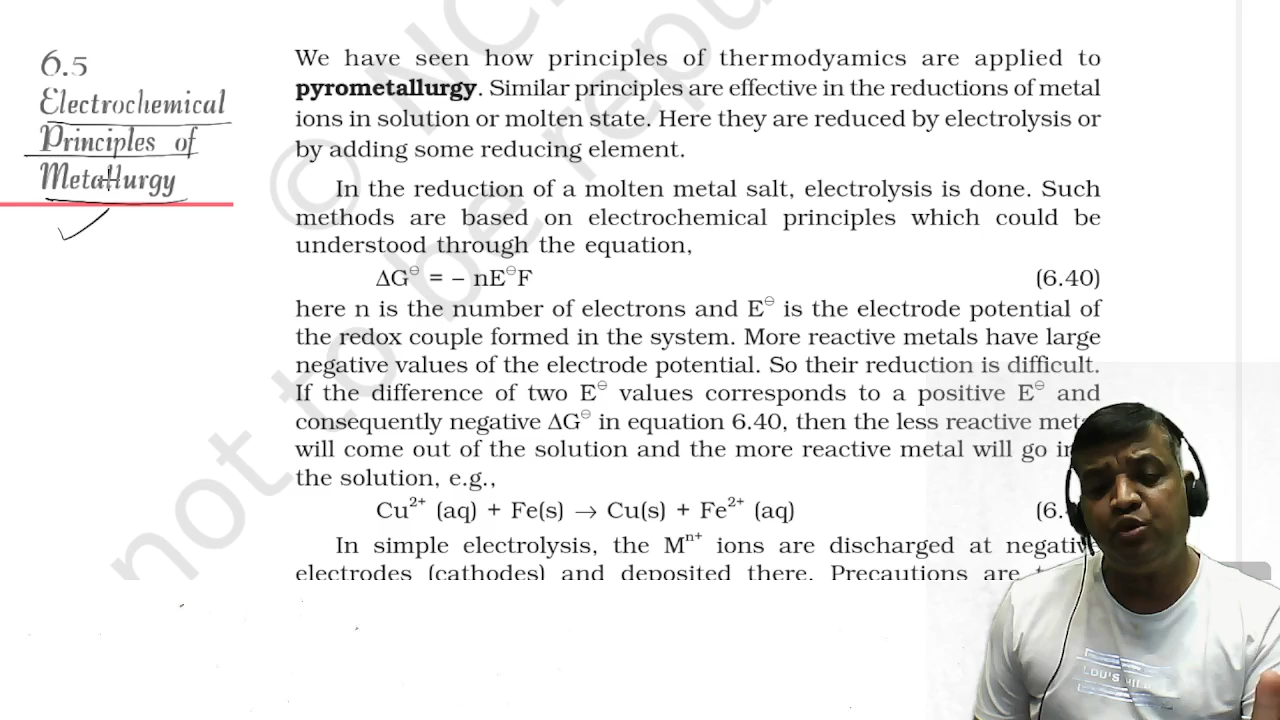 6.5
Electrochemical
Principles of
Metallurgy
We have seen how principles of thermodyamics are applied to
pyrometallurgy. Similar principles are effective in the reductions of metal
ions in solution or molten state. Here they are reduced by electrolysis or
by adding some reducing element.
In the reduction of a molten metal salt, electrolysis is done. Such
methods are based on electrochemical principles which could be
understood through the equation,
ΔG⊖ = – nE⊖F (6.40)
here n is the number of electrons and E⊖ is the electrode potential of
the redox couple formed in the system. More reactive metals have large
negative values of the electrode potential. So their reduction is difficult.
If the difference of two E⊖ values corresponds to a positive E⊖ and
consequently negative ΔG⊖ in equation 6.40, then the less reactive
will come out of the solution and the more reactive metal will go
the solution, e.g.,
Cu²⁺ (aq) + Fe(s) → Cu(s) + Fe²⁺ (aq)
In simple electrolysis, the Mⁿ⁺ ions are discharged at negative
electrodes (cathodes) and deposited there. Precautions are
© NC
not to be repu
LOU'S